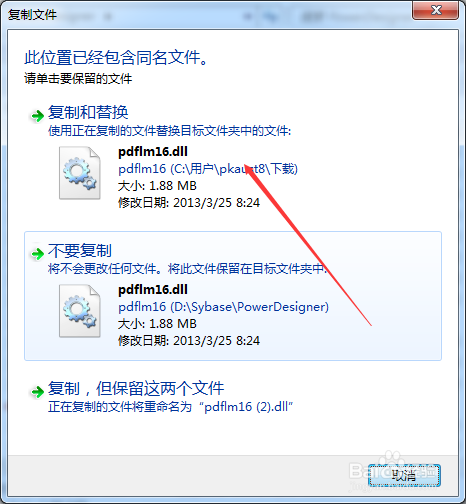 复制文件
此位置已经包含同名文件。
请单击要保留的文件
复制和替换
使用正在复制的文件替换目标文件夹中的文件:
pdflm16.dll
pdflm16 (C:\用户\pkaust8\下载)
大小: 1.88 MB
修改日期: 2013/3/25 8:24
不要复制
将不会更改任何文件。将此文件保留在目标文件夹中:
pdflm16.dll
pdflm16 (D:\Sybase\PowerDesigner)
大小: 1.88 MB
修改日期: 2013/3/25 8:24
复制，但保留这两个文件
正在复制的文件将重命名为“pdflm16 (2).dll”
取消